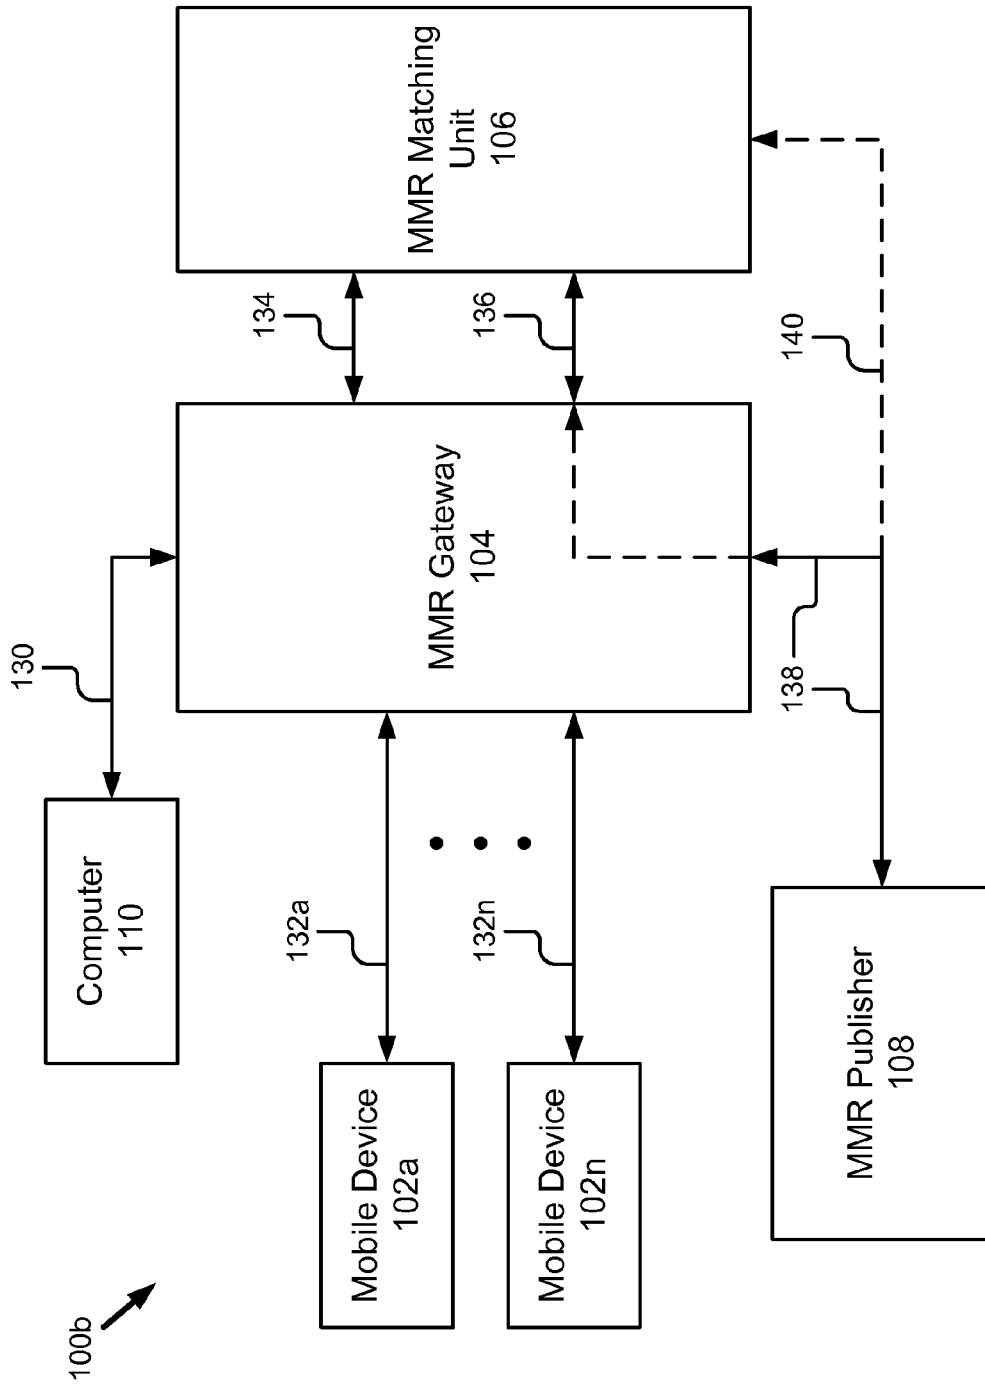 100b
Computer
110
130
Mobile Device
102a
132a
Mobile Device
102n
132n
MMR Gateway
104
134
136
MMR Matching
Unit
106
MMR Publisher
108
138
140